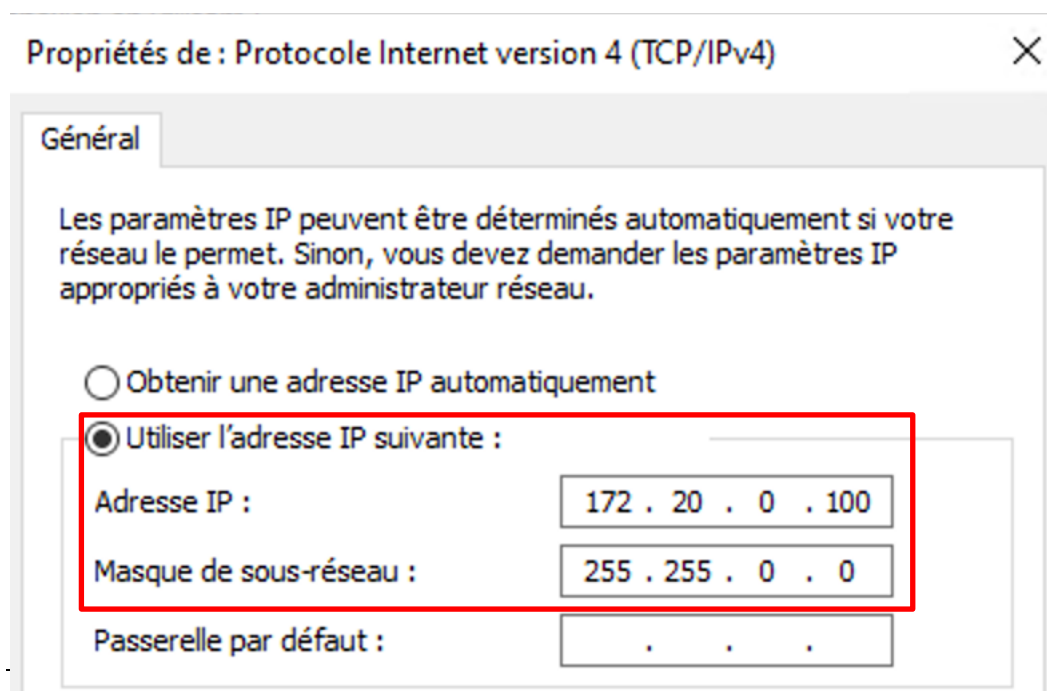 Propriétés de : Protocole Internet version 4 (TCP/IPv4)
Général
Les paramètres IP peuvent être déterminés automatiquement si votre
réseau le permet. Sinon, vous devez demander les paramètres IP
appropriés à votre administrateur réseau.
Obtenir une adresse IP automatiquement
Utiliser l’adresse IP suivante :
Adresse IP : 172 . 20 . 0 . 100
Masque de sous-réseau : 255 . 255 . 0 . 0
Passerelle par défaut : . . .